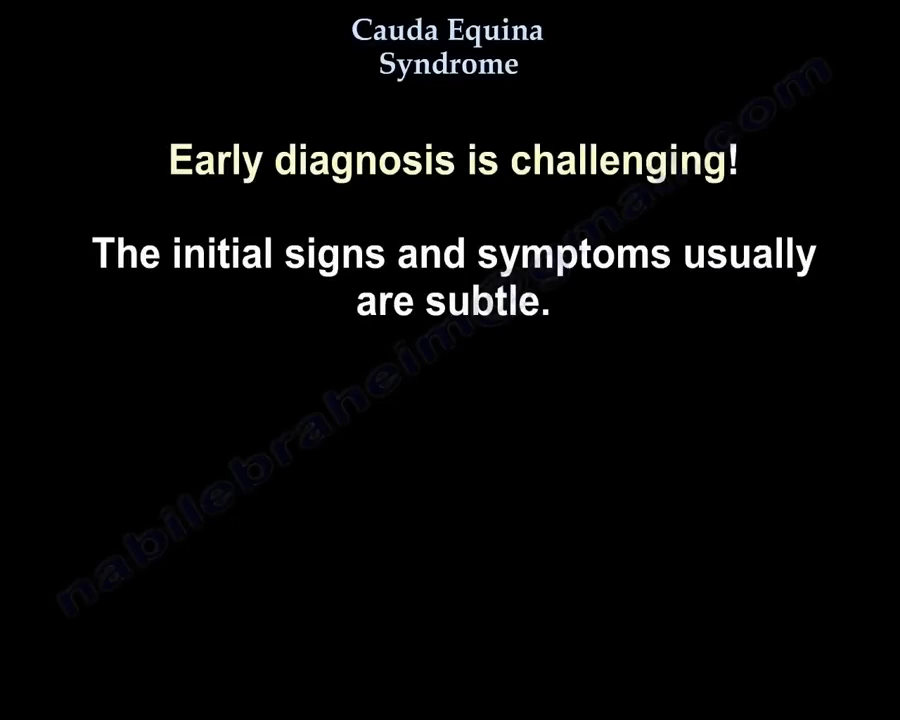 Cauda Equina
Syndrome
Early diagnosis is challenging!
The initial signs and symptoms usually
are subtle.